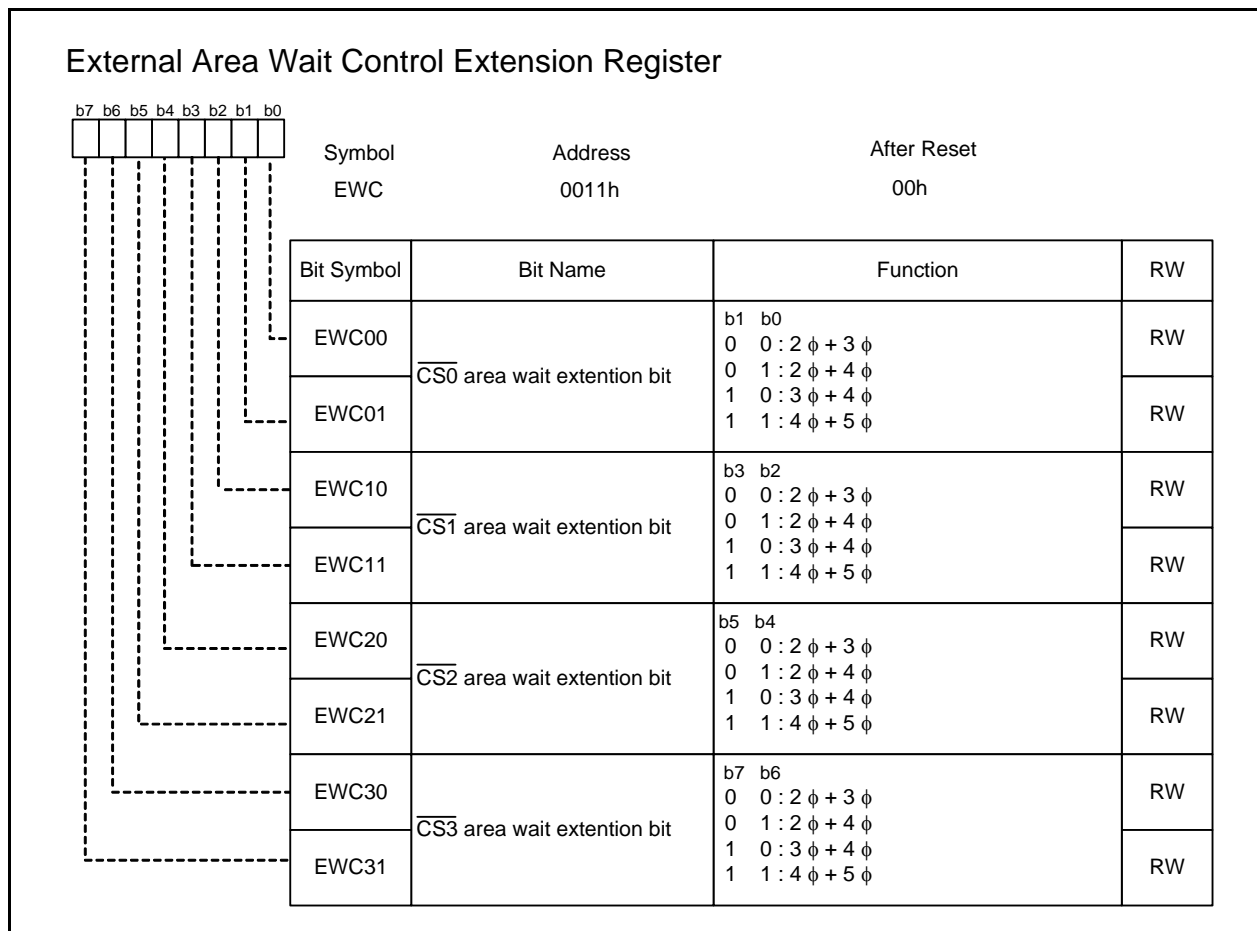 External Area Wait Control Extension Register
b7 b6 b5 b4 b3 b2 b1 b0
Symbol Address After Reset
EWC 0011h 00h
Bit Symbol Bit Name Function RW
EWC00 RW
EWC01 RW
C̅S̅0̅ area wait extention bit
b1 b0
0 0 : 2 ϕ + 3 ϕ
0 1 : 2 ϕ + 4 ϕ
1 0 : 3 ϕ + 4 ϕ
1 1 : 4 ϕ + 5 ϕ
EWC10 RW
EWC11 RW
C̅S̅1̅ area wait extention bit
b3 b2
0 0 : 2 ϕ + 3 ϕ
0 1 : 2 ϕ + 4 ϕ
1 0 : 3 ϕ + 4 ϕ
1 1 : 4 ϕ + 5 ϕ
EWC20 RW
EWC21 RW
C̅S̅2̅ area wait extention bit
b5 b4
0 0 : 2 ϕ + 3 ϕ
0 1 : 2 ϕ + 4 ϕ
1 0 : 3 ϕ + 4 ϕ
1 1 : 4 ϕ + 5 ϕ
EWC30 RW
EWC31 RW
C̅S̅3̅ area wait extention bit
b7 b6
0 0 : 2 ϕ + 3 ϕ
0 1 : 2 ϕ + 4 ϕ
1 0 : 3 ϕ + 4 ϕ
1 1 : 4 ϕ + 5 ϕ